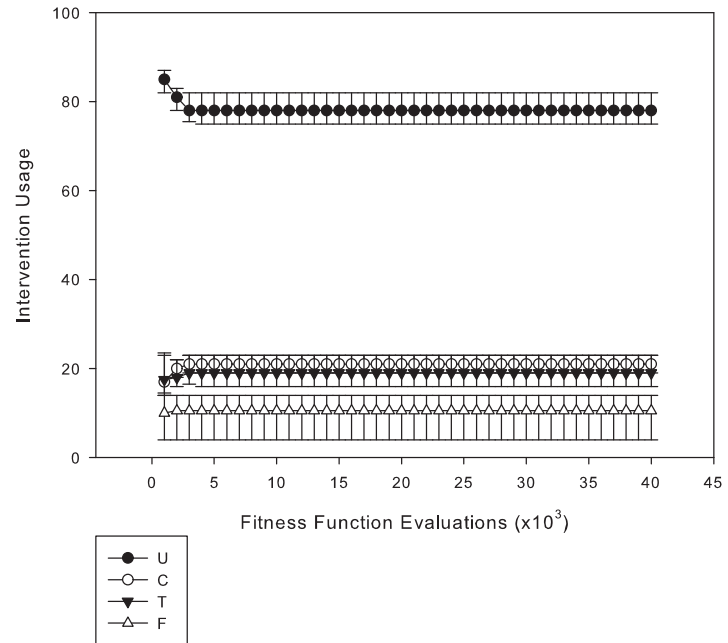 100
80
60
40
20
0
Intervention Usage
0 5 10 15 20 25 30 35 40 45
Fitness Function Evaluations (x10³)
U
C
T
F